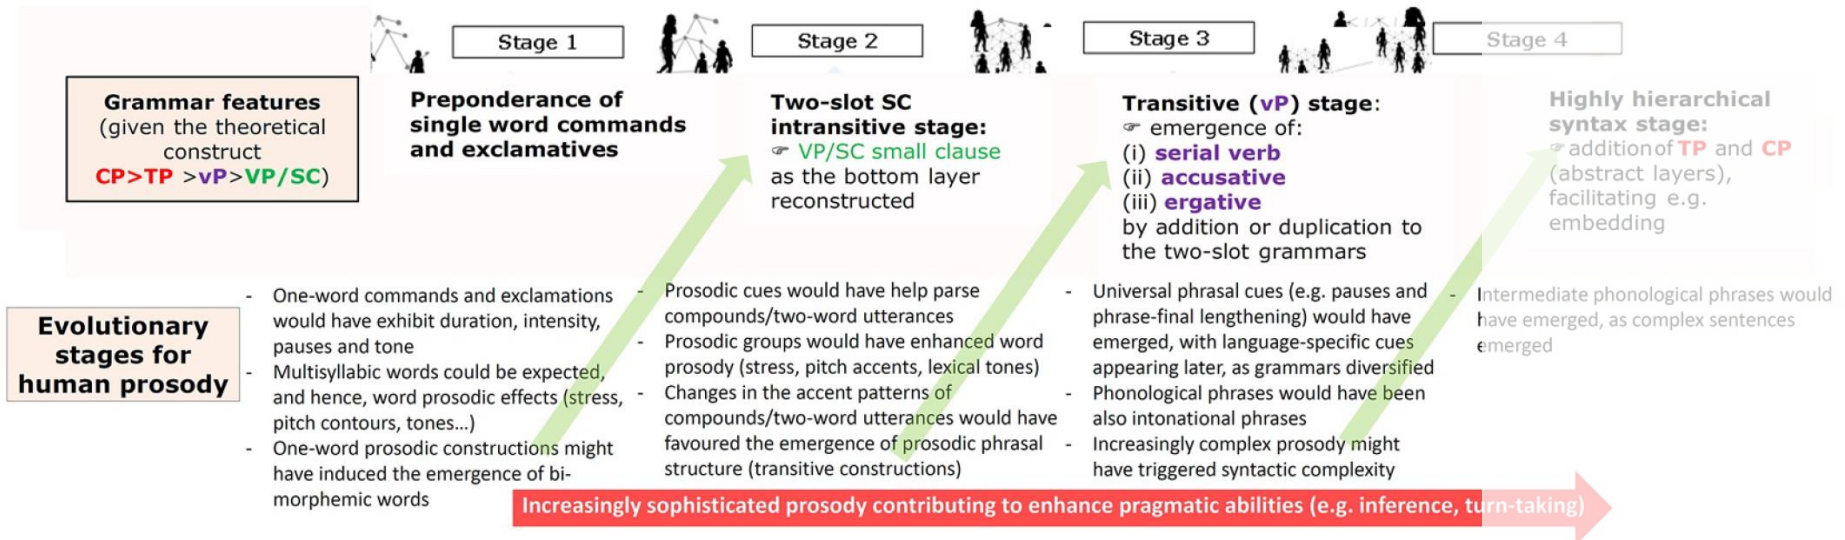 Stage 1
Stage 2
Stage 3
Stage 4
Grammar features
(given the theoretical
construct
CP>TP >vP>VP/SC)
Preponderance of
single word commands
and exclamatives
Two-slot SC
intransitive stage:
☞ VP/SC small clause
as the bottom layer
reconstructed
Transitive (vP) stage:
☞ emergence of:
(i) serial verb
(ii) accusative
(iii) ergative
by addition or duplication to
the two-slot grammars
Highly hierarchical
syntax stage:
☞ addition of TP and CP
(abstract layers),
facilitating e.g.
embedding
Evolutionary
stages for
human prosody
- One-word commands and exclamations
would have exhibit duration, intensity,
pauses and tone
- Multisyllabic words could be expected,
and hence, word prosodic effects (stress,
pitch contours, tones...)
- One-word prosodic constructions might
have induced the emergence of bi-
morphemic words
- Prosodic cues would have help parse
compounds/two-word utterances
- Prosodic groups would have enhanced word
prosody (stress, pitch accents, lexical tones)
- Changes in the accent patterns of
compounds/two-word utterances would have
favoured the emergence of prosodic phrasal
structure (transitive constructions)
- Universal phrasal cues (e.g. pauses and
phrase-final lengthening) would have
emerged, with language-specific cues
appearing later, as grammars diversified
- Phonological phrases would have been
also intonational phrases
- Increasingly complex prosody might
have triggered syntactic complexity
- Intermediate phonological phrases would
have emerged, as complex sentences
emerged
Increasingly sophisticated prosody contributing to enhance pragmatic abilities (e.g. inference, turn-taking)